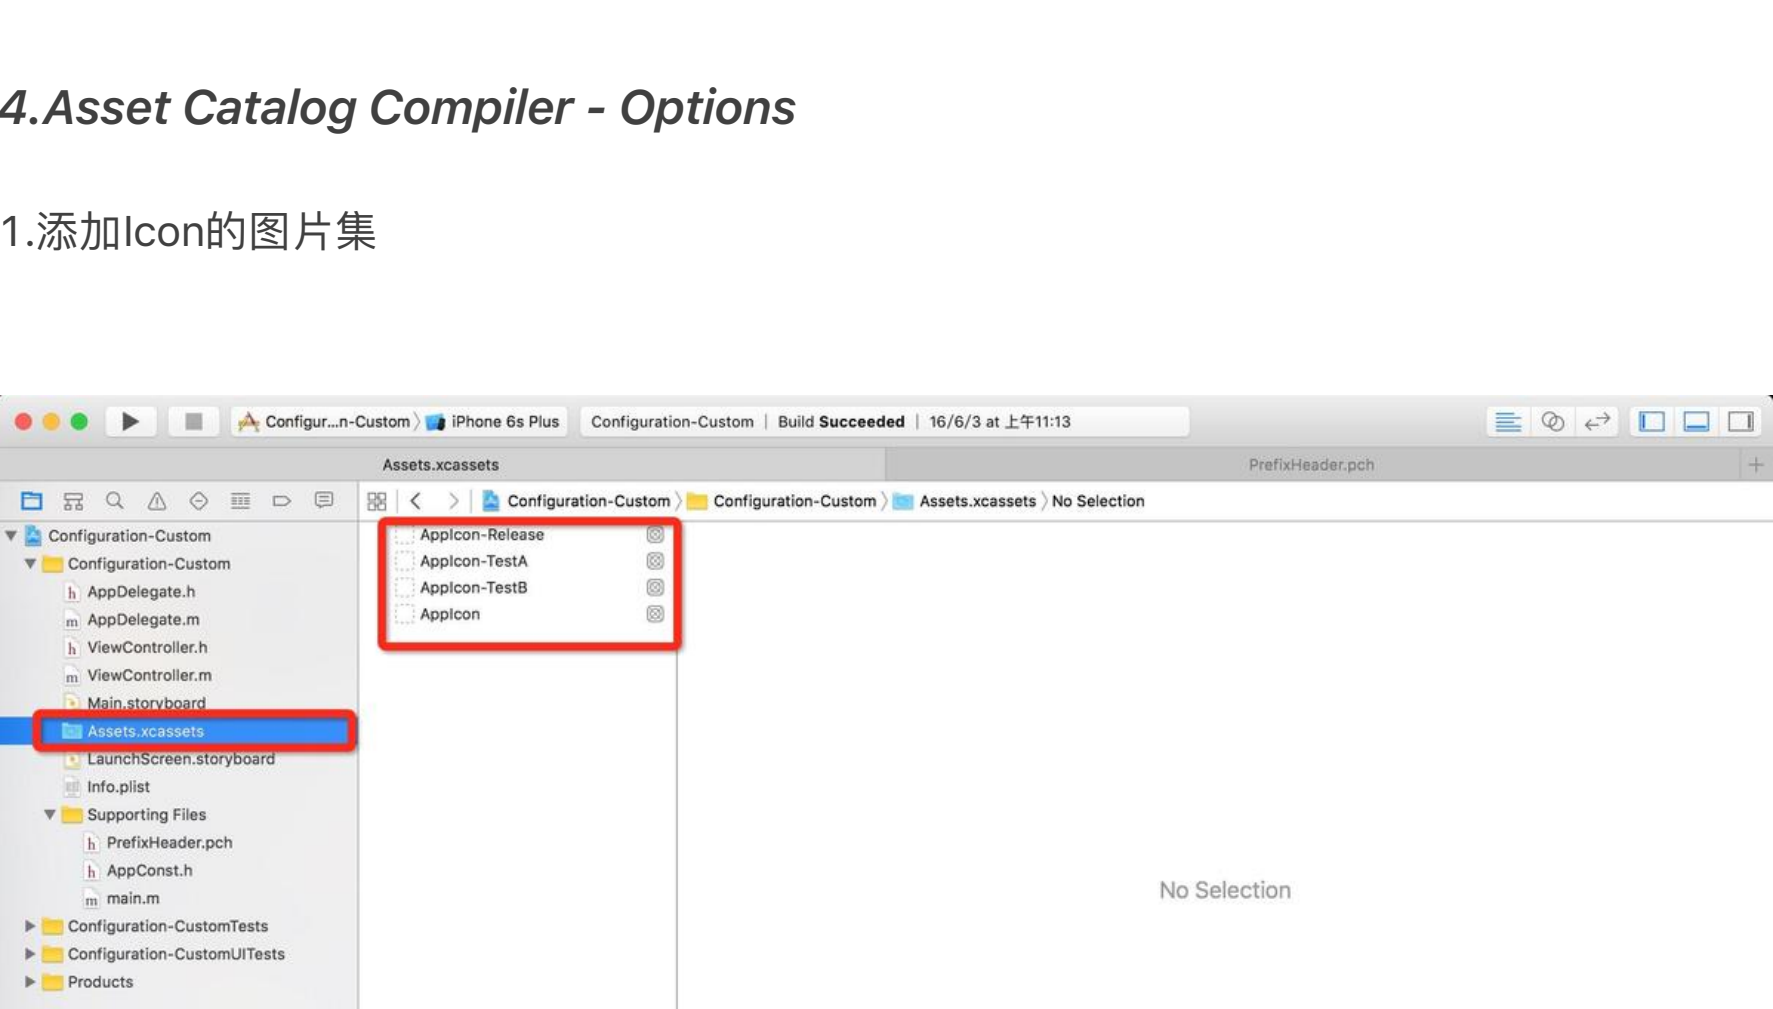 4.Asset Catalog Compiler - Options
1.添加Icon的图片集
Configur...n-Custom 〉 iPhone 6s Plus
Configuration-Custom | Build Succeeded | 16/6/3 at 上午11:13
Assets.xcassets
PrefixHeader.pch
Configuration-Custom 〉 Configuration-Custom 〉 Assets.xcassets 〉 No Selection
Configuration-Custom
Configuration-Custom
h AppDelegate.h
m AppDelegate.m
h ViewController.h
m ViewController.m
Main.storyboard
Assets.xcassets
LaunchScreen.storyboard
Info.plist
Supporting Files
h PrefixHeader.pch
h AppConst.h
m main.m
Configuration-CustomTests
Configuration-CustomUITests
Products
AppIcon-Release
AppIcon-TestA
AppIcon-TestB
AppIcon
No Selection